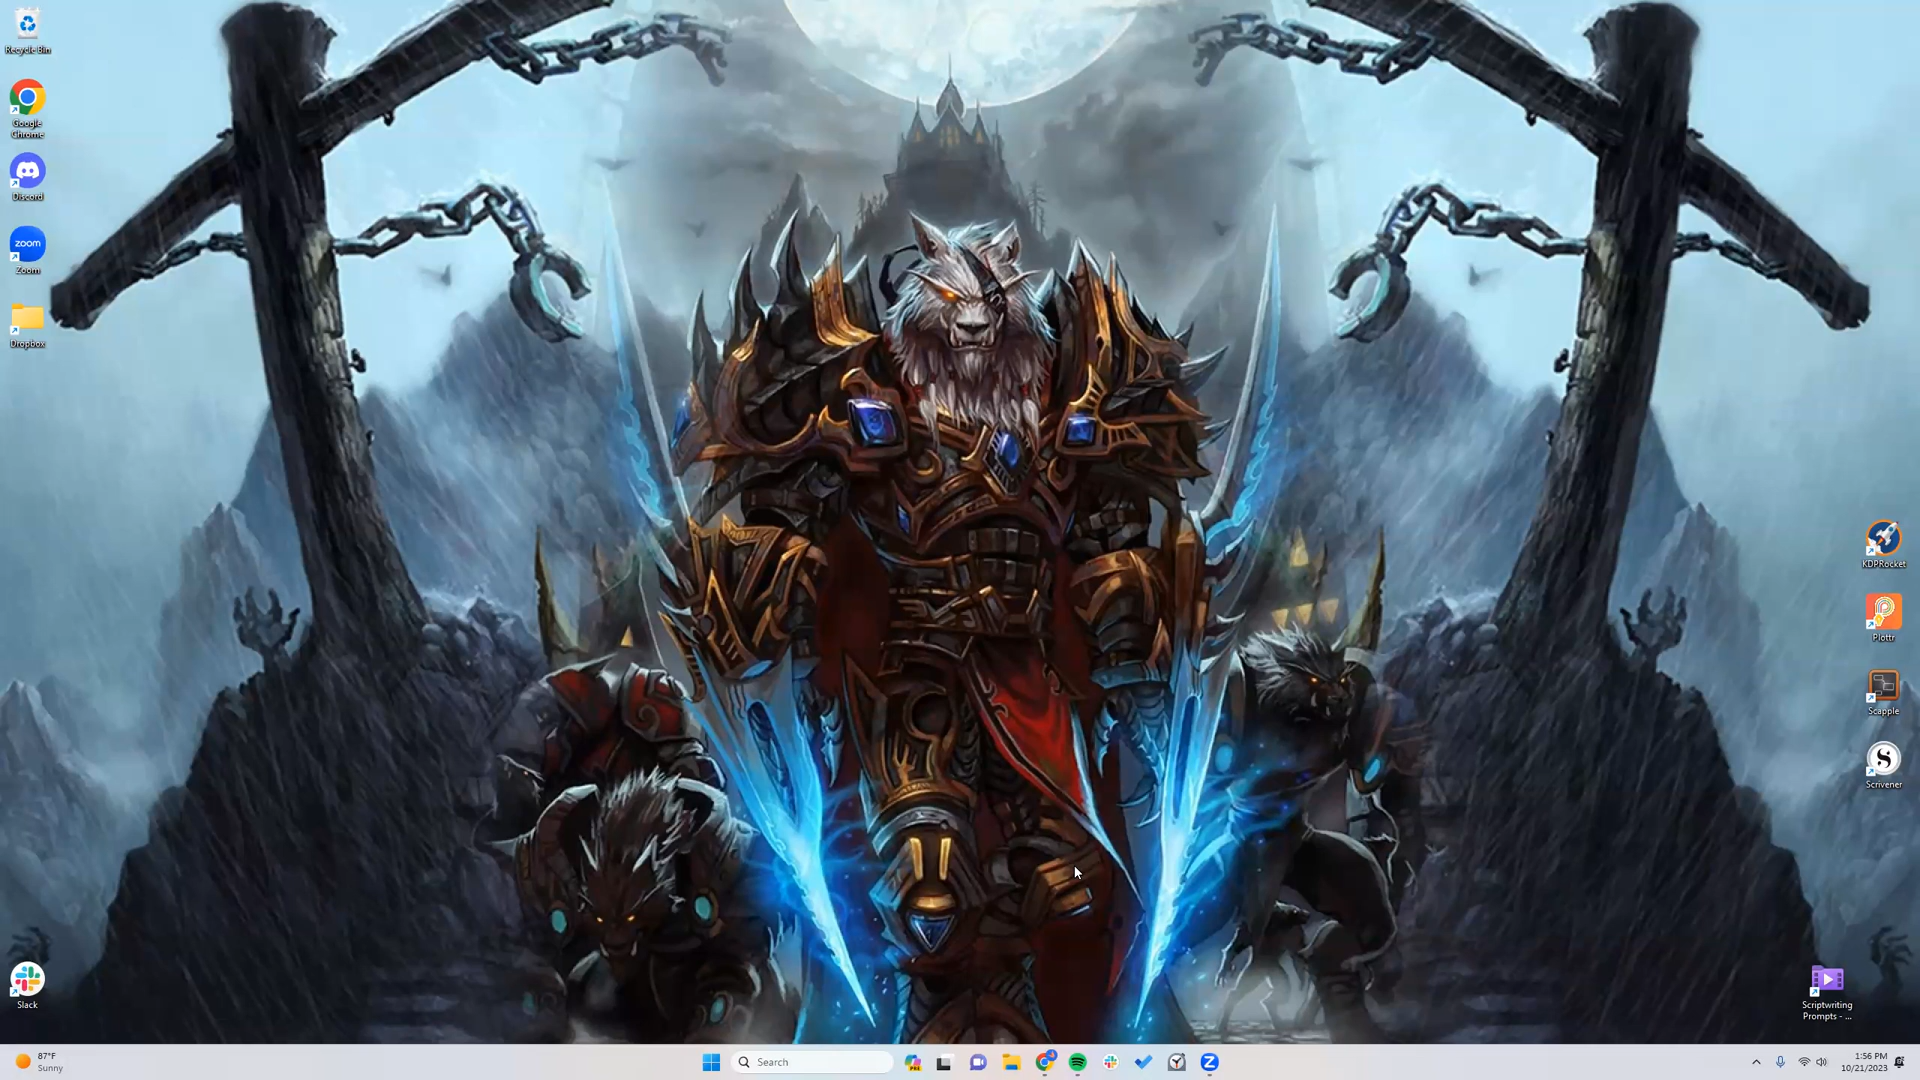 Recycle Bin
Google
Chrome
Discord
zoom
Zoom
Dropbox
KDPRocket
Plottr
Scapple
Scrivener
Slack
Scriptwriting
Prompts - ...
87°F
Sunny
Search
PRE
1:56 PM
10/21/2023